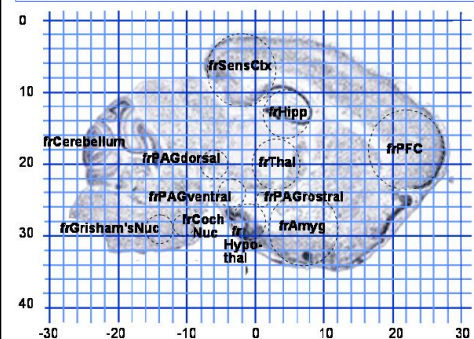 0
frSensCtx
10
frHipp
frCerebellum
frPFC
frPAGdorsal
frThal
20
frPAGventral
frPAGrostral
frCoch
Nuc
frGrisham'sNuc
frAmyg
30
fr
Hypo-
thal
40
-30 -20 -10 0 10 20 30